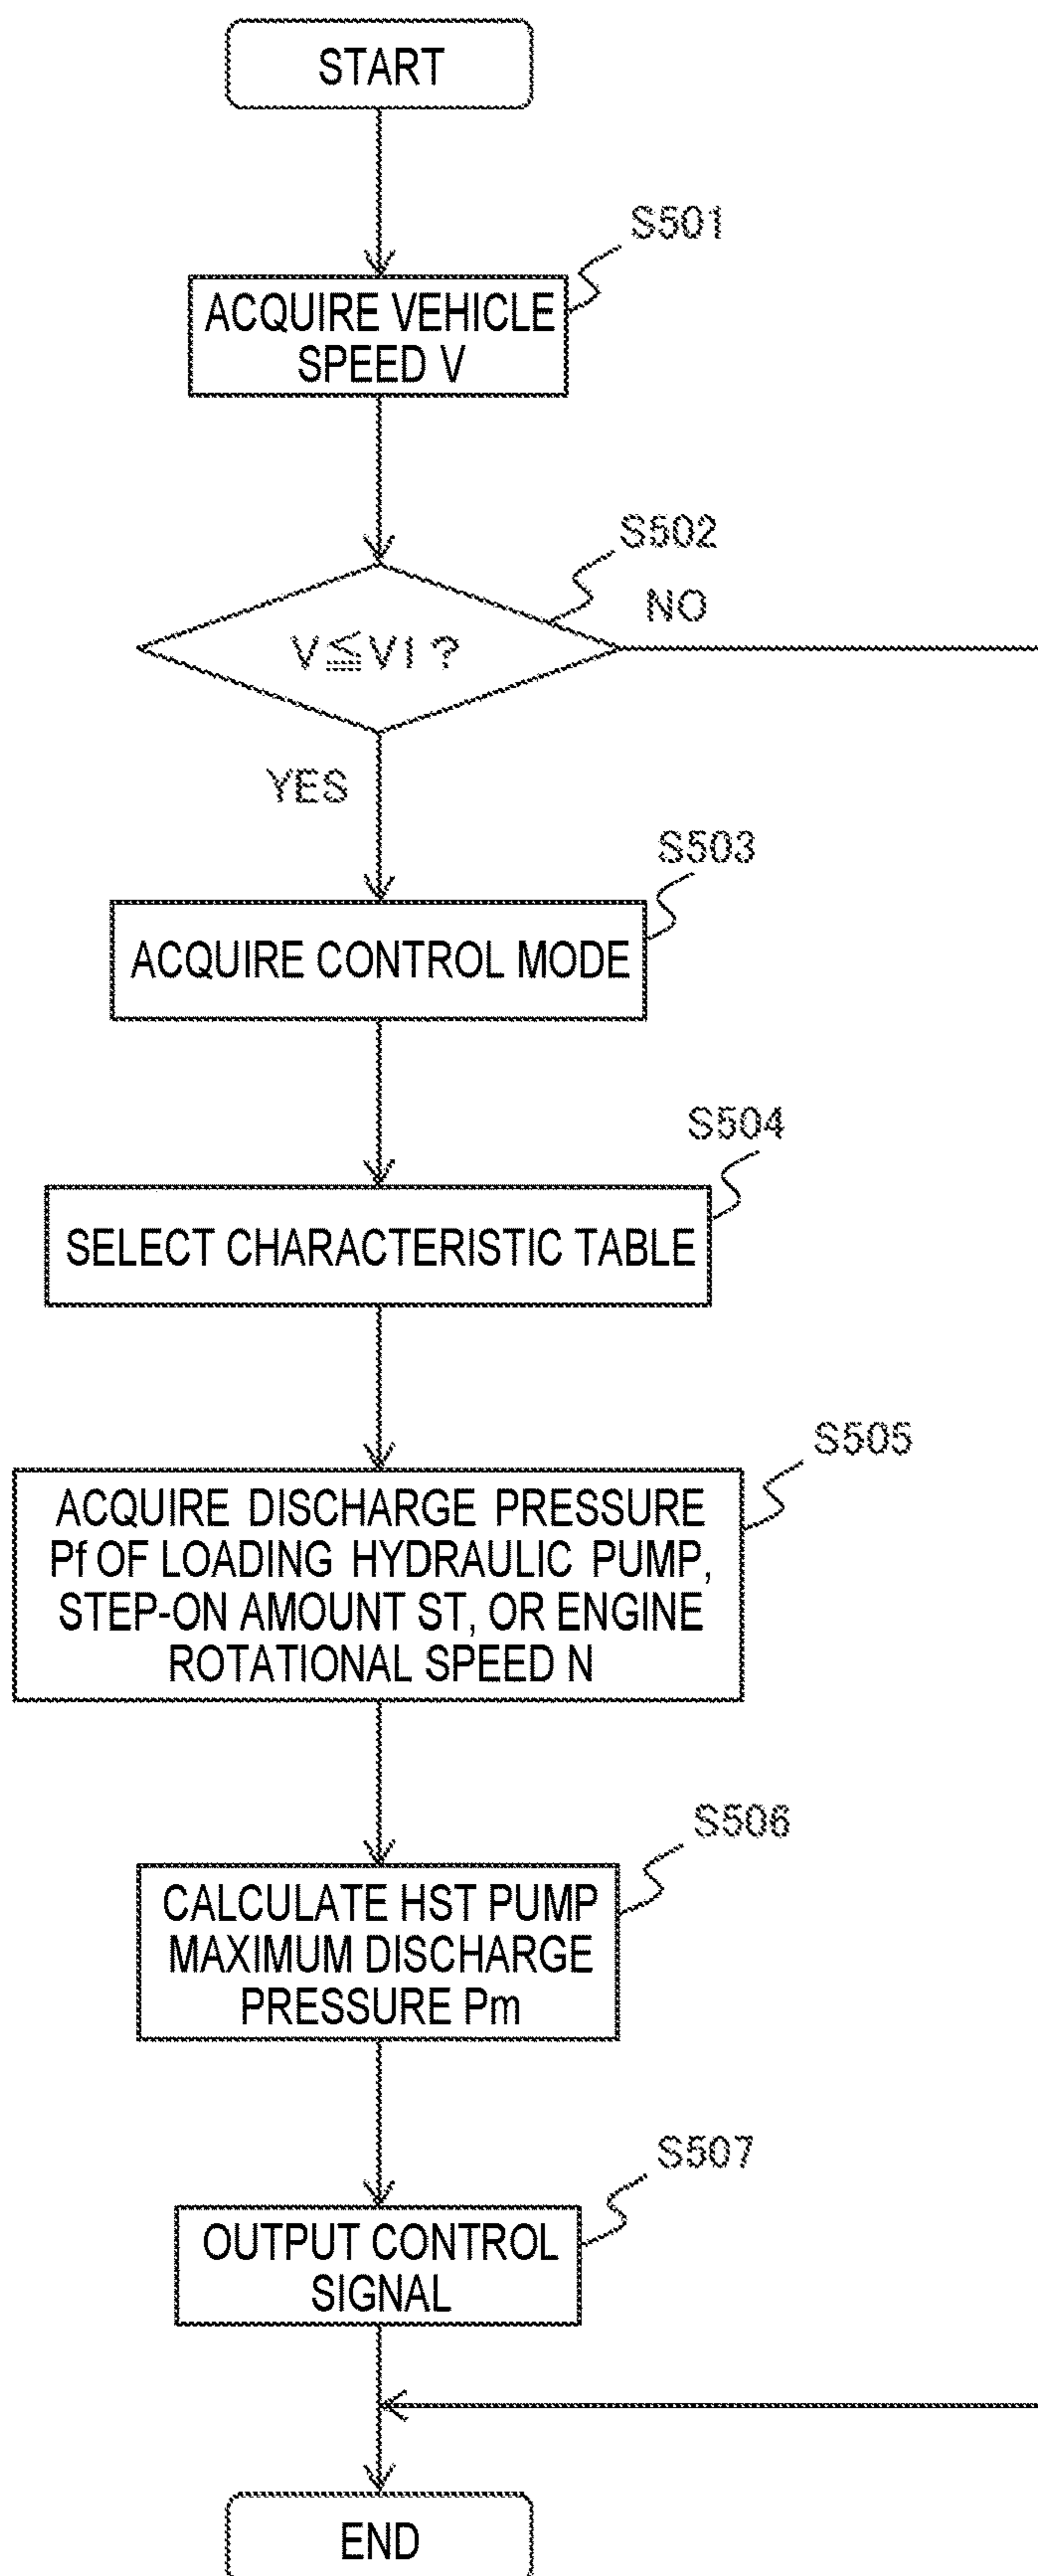 START
S501
ACQUIRE VEHICLE
SPEED V
S502
NO
V≦V1 ?
YES
S503
ACQUIRE CONTROL MODE
S504
SELECT CHARACTERISTIC TABLE
S505
ACQUIRE DISCHARGE PRESSURE
Pf OF LOADING HYDRAULIC PUMP,
STEP-ON AMOUNT ST, OR ENGINE
ROTATIONAL SPEED N
S506
CALCULATE HST PUMP
MAXIMUM DISCHARGE
PRESSURE Pm
S507
OUTPUT CONTROL
SIGNAL
END